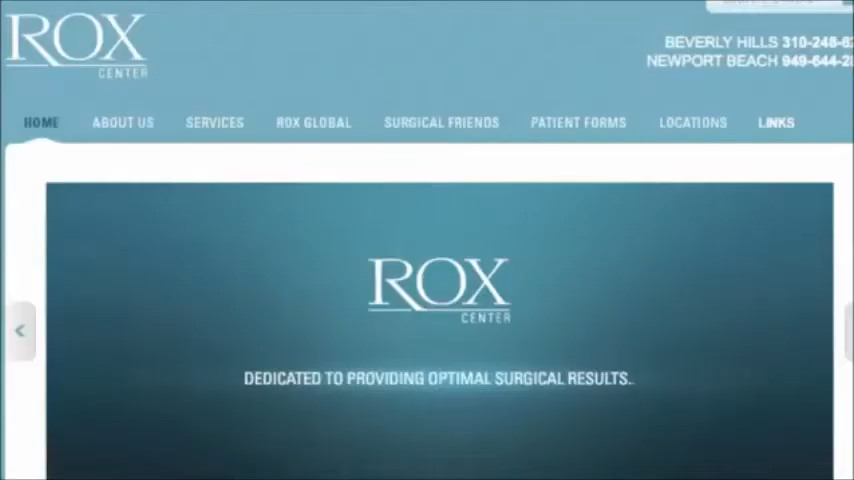 ROX
CENTER
BEVERLY HILLS
NEWPORT BEACH
HOME ABOUT US SERVICES ROX GLOBAL SURGICAL FRIENDS PATIENT FORMS LOCATIONS LINKS
ROX
CENTER
DEDICATED TO PROVIDING OPTIMAL SURGICAL RESULTS..